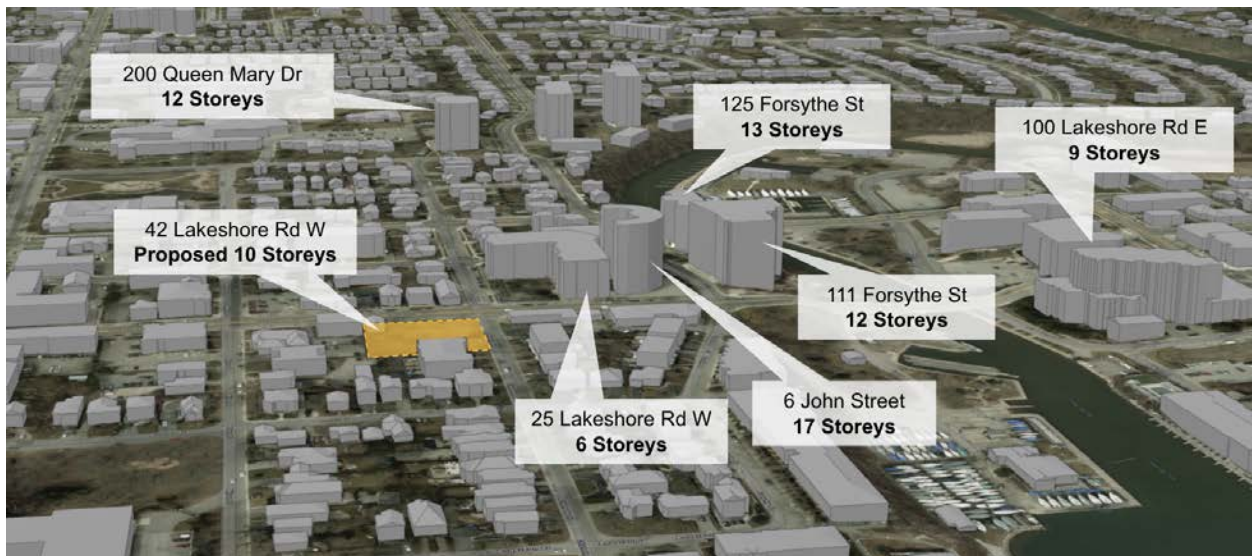 200 Queen Mary Dr
12 Storeys
125 Forsythe St
13 Storeys
100 Lakeshore Rd E
9 Storeys
42 Lakeshore Rd W
Proposed 10 Storeys
111 Forsythe St
12 Storeys
25 Lakeshore Rd W
6 Storeys
6 John Street
17 Storeys